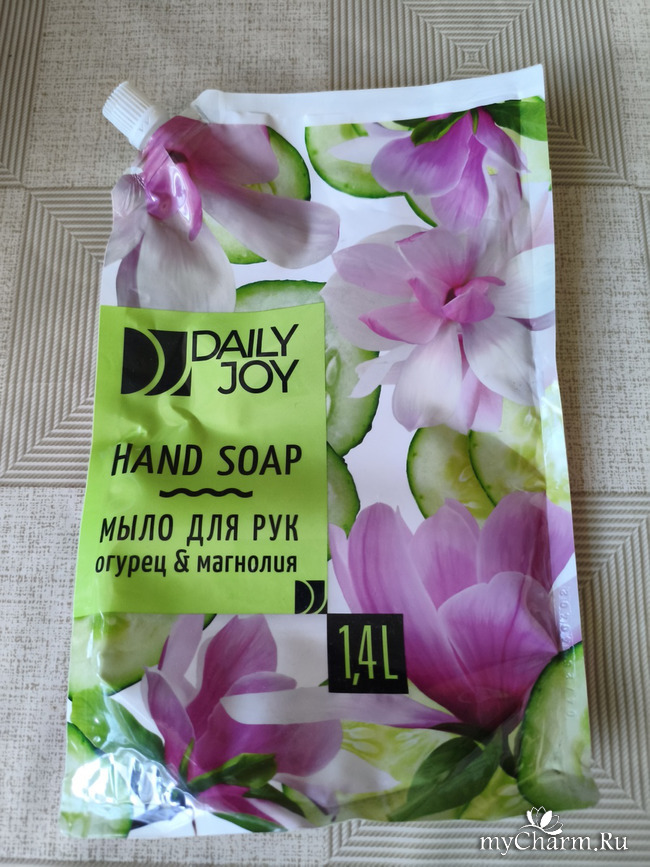 DAILY
JOY
HAND SOAP
МЫЛО ДЛЯ РУК
огурец & магнолия
1,4L
myCharm.Ru